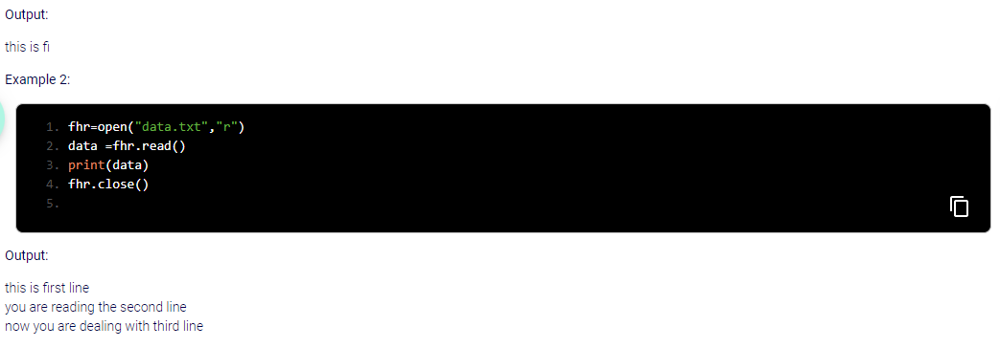 Output:
this is fi
Example 2:
1. fhr=open("data.txt","r")
2. data =fhr.read()
3. print(data)
4. fhr.close()
5.
Output:
this is first line
you are reading the second line
now you are dealing with third line